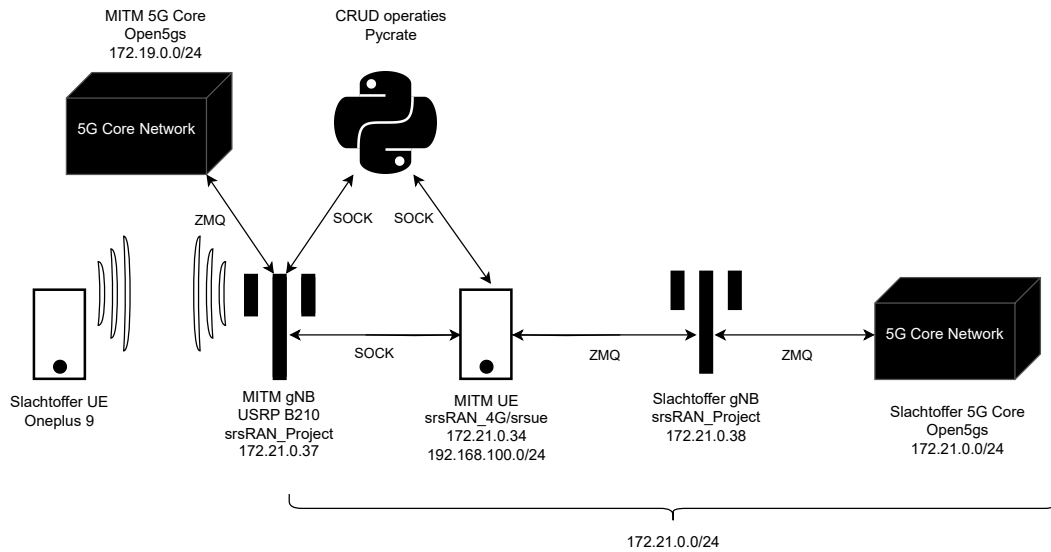 MITM 5G Core
Open5gs
172.19.0.0/24
CRUD operaties
Pycrate
5G Core Network
ZMQ
SOCK
SOCK
SOCK
ZMQ
ZMQ
5G Core Network
Slachtoffer UE
Oneplus 9
MITM gNB
USRP B210
srsRAN_Project
172.21.0.37
MITM UE
srsRAN_4G/srsue
172.21.0.34
192.168.100.0/24
Slachtoffer gNB
srsRAN_Project
172.21.0.38
Slachtoffer 5G Core
Open5gs
172.21.0.0/24
172.21.0.0/24